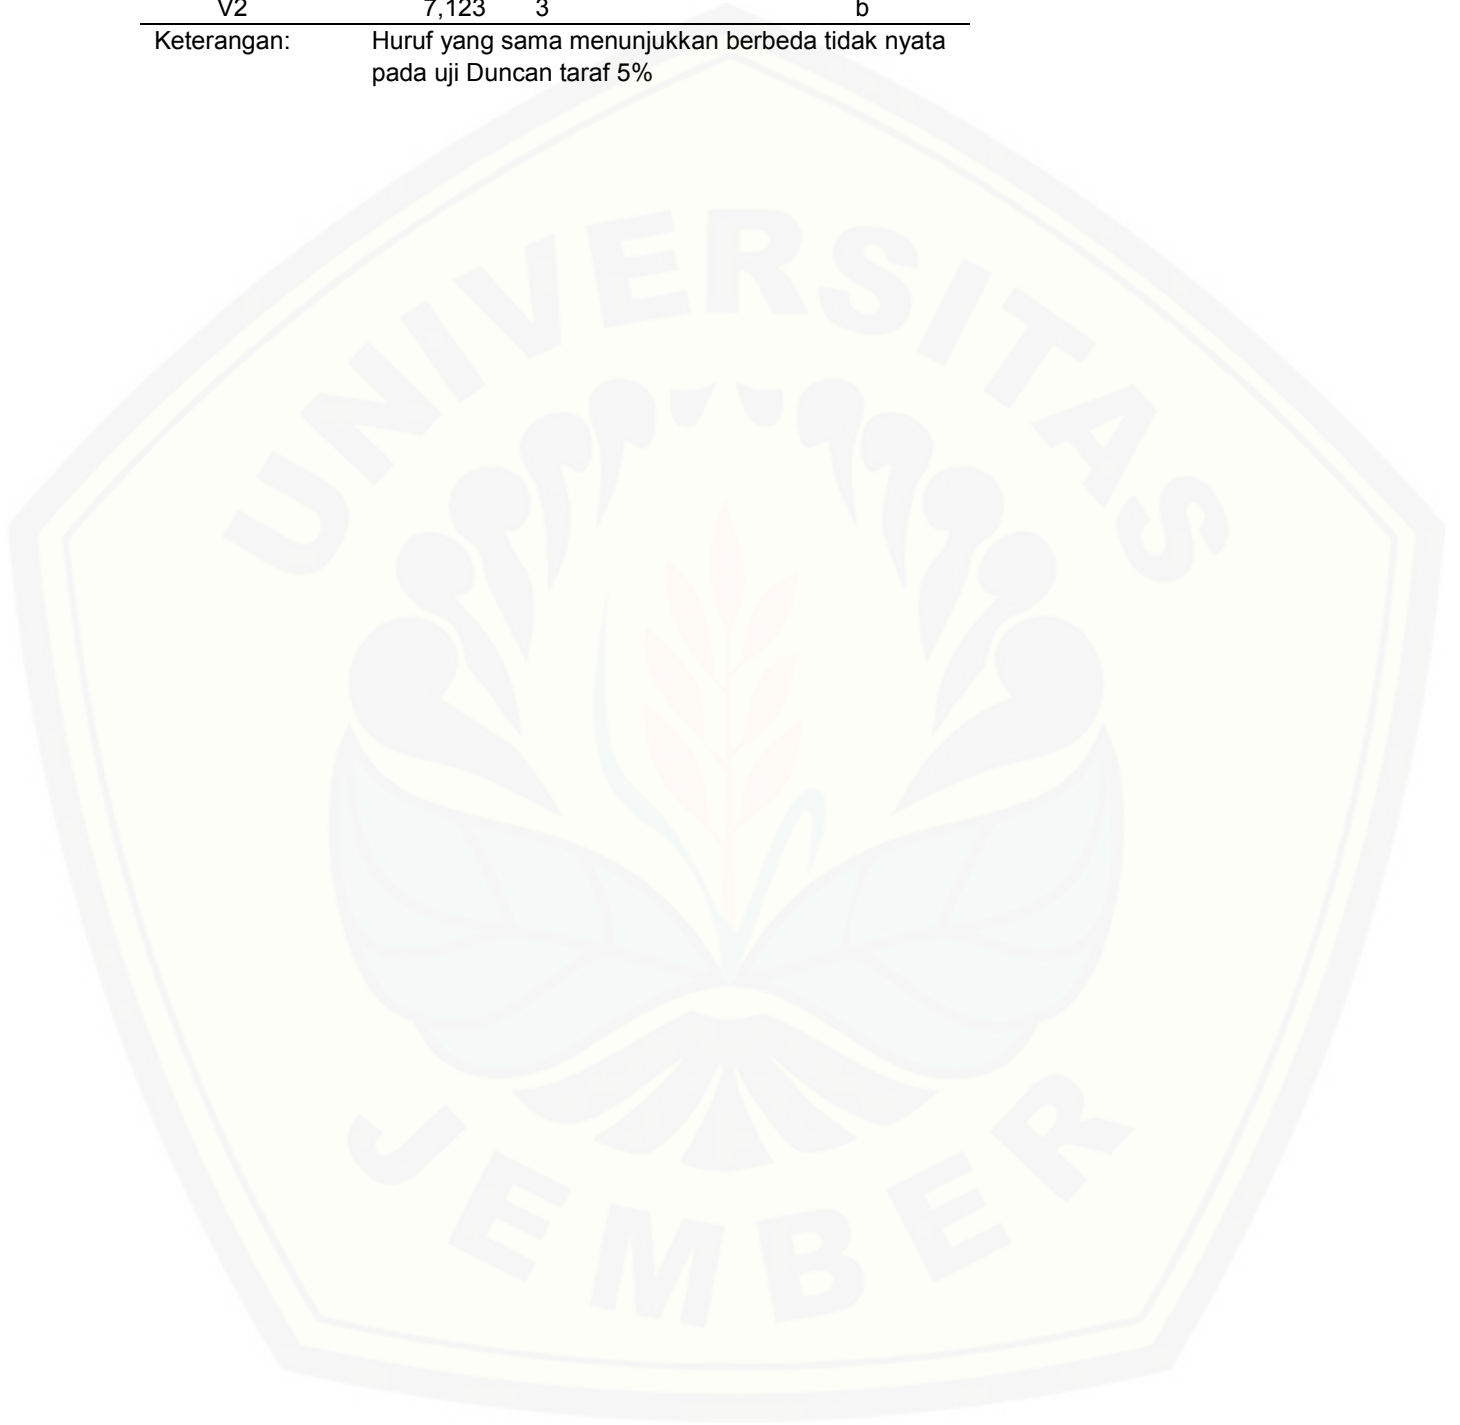 V2 7,123 3 b
Keterangan: Huruf yang sama menunjukkan berbeda tidak nyata
pada uji Duncan taraf 5%
UNIVERSITAS
JEMBER